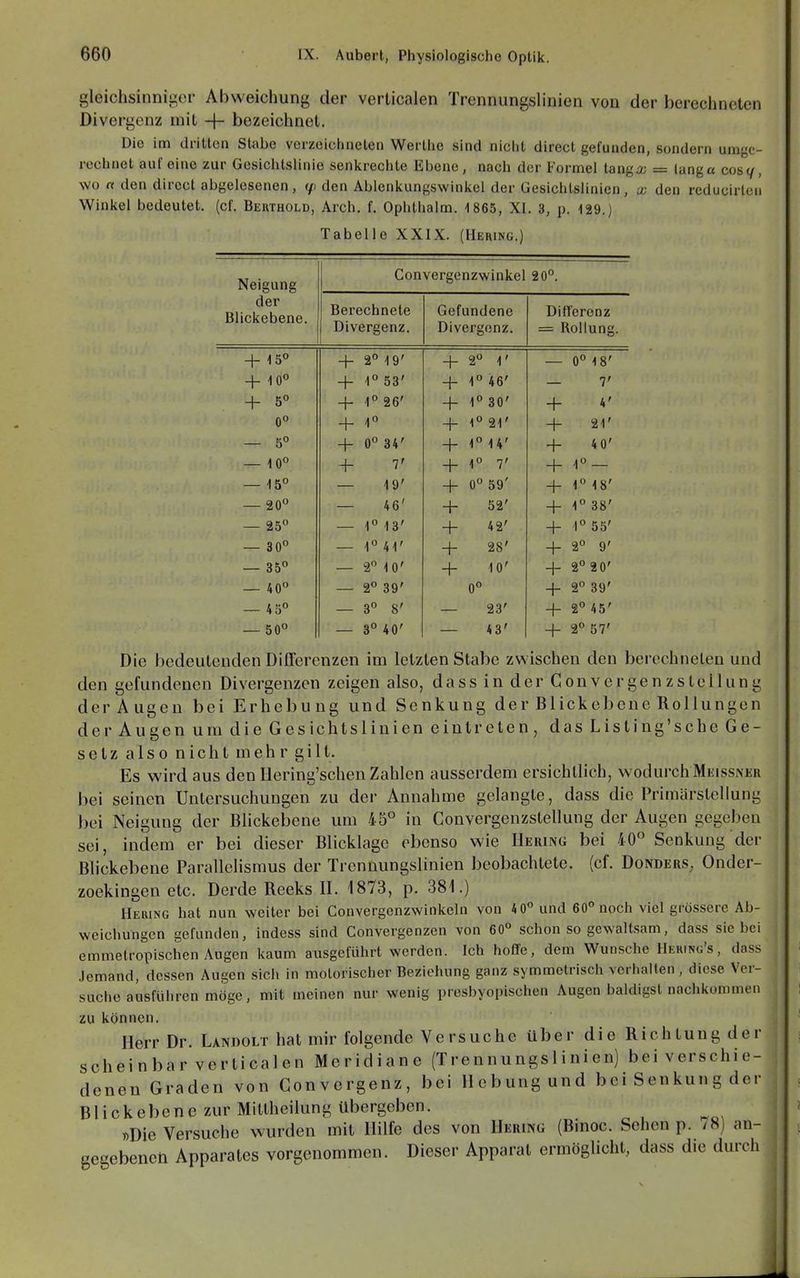 660 IX. Aubert, Physiologische Optik.
gleichsinniger Abweichung der verticalen Trennungslinien von der berechneten
Divergenz mit + bezeichnet.
Die im dritten Stabe verzeichneten Werthe sind nicht direct gefunden, sondern umge-
rechnet auf eine zur Gesichtslinie senkrechte Ebene, nach der Formel tang x = tang α cos φ,
wo α den direct abgelesenen, φ den Ablenkungswinkel der Gesichtslinien, x den reducirten
Winkel bedeutet. (cf. Berthold, Arch. f. Ophthalm. 1865, XI. 3, p. 129.)
Tabelle XXIX. (Hering.)
Neigung der Blickebene. | Convergenzwinkel 20°.
Berechnete Divergenz. | Gefundene Divergenz. | Differenz = Rollung.
+ 15° | + 2° 19′ | + 2° 1′ | — 0° 18′
+ 10° | + 1° 53′ | + 1° 46′ | — 7′
+ 5° | + 1° 26′ | + 1° 30′ | + 4′
0° | + 1° | + 1° 21′ | + 21′
— 5° | + 0° 34′ | + 1° 14′ | + 40′
— 10° | + 7′ | + 1° 7′ | + 1° —
— 15° | — 19′ | + 0° 59′ | + 1° 18′
— 20° | — 46′ | + 52′ | + 1° 38′
— 25° | — 1° 13′ | + 42′ | + 1° 55′
— 30° | — 1° 41′ | + 28′ | + 2° 9′
— 35° | — 2° 10′ | + 10′ | + 2° 20′
— 40° | — 2° 39′ | 0° | + 2° 39′
— 45° | — 3° 8′ | — 23′ | + 2° 45′
— 50° | — 3° 40′ | — 43′ | + 2° 57′
Die bedeutenden Differenzen im letzten Stabe zwischen den berechneten und
den gefundenen Divergenzen zeigen also, dass in der Convergenzstellung
der Augen bei Erhebung und Senkung der Blickebene Rollungen
der Augen um die Gesichtslinien eintreten, das Listing'sche Ge-
setz also nicht mehr gilt.
Es wird aus den Hering'schen Zahlen ausserdem ersichtlich, wodurch Meissner
bei seinen Untersuchungen zu der Annahme gelangte, dass die Primärstellung
bei Neigung der Blickebene um 45° in Convergenzstellung der Augen gegeben
sei, indem er bei dieser Blicklage ebenso wie Hering bei 40° Senkung der
Blickebene Parallelismus der Trennungslinien beobachtete. (cf. Donders, Onder-
zoekingen etc. Derde Reeks II. 1873, p. 381.)
Hering hat nun weiter bei Convergenzwinkeln von 40° und 60° noch viel grössere Ab-
weichungen gefunden, indess sind Convergenzen von 60° schon so gewaltsam, dass sie bei
emmetropischen Augen kaum ausgeführt werden. Ich hoffe, dem Wunsche Hering's, dass
Jemand, dessen Augen sich in motorischer Beziehung ganz symmetrisch verhalten, diese Ver-
suche ausführen möge, mit meinen nur wenig presbyopischen Augen baldigst nachkommen
zu können.
Herr Dr. Landolt hat mir folgende Versuche über die Richtung der
scheinbar verticalen Meridiane (Trennungslinien) bei verschie-
denen Graden von Convergenz, bei Hebung und bei Senkung der
Blickebene zur Mittheilung übergeben.
»Die Versuche wurden mit Hilfe des von Hering (Binoc. Sehen p. 78) an-
gegebenen Apparates vorgenommen. Dieser Apparat ermöglicht, dass die durch